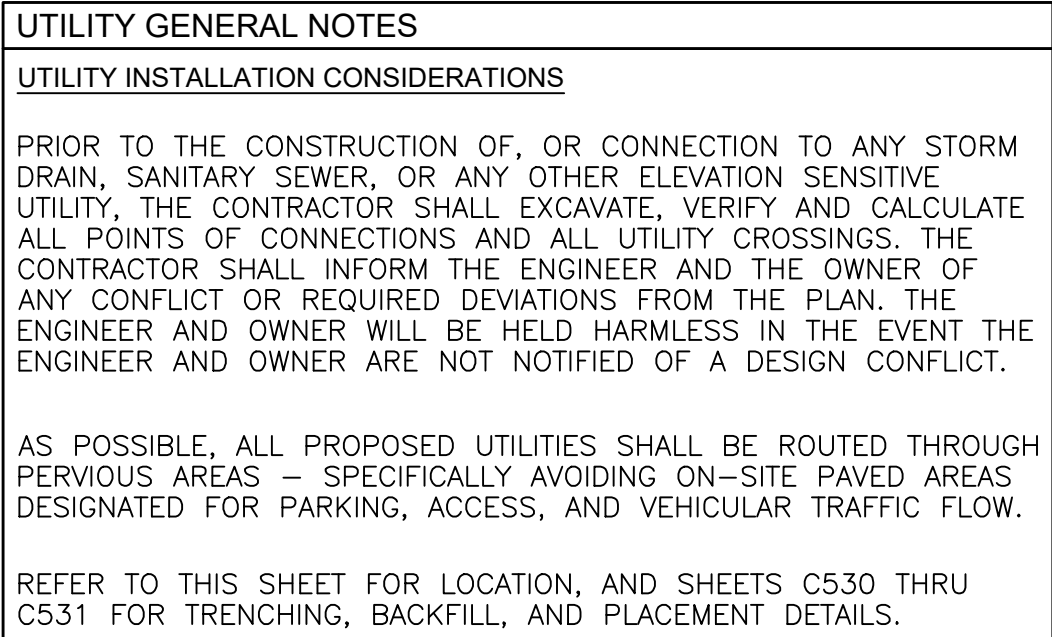 UTILITY GENERAL NOTES
UTILITY INSTALLATION CONSIDERATIONS
PRIOR TO THE CONSTRUCTION OF, OR CONNECTION TO ANY STORM
DRAIN, SANITARY SEWER, OR ANY OTHER ELEVATION SENSITIVE
UTILITY, THE CONTRACTOR SHALL EXCAVATE, VERIFY AND CALCULATE
ALL POINTS OF CONNECTIONS AND ALL UTILITY CROSSINGS. THE
CONTRACTOR SHALL INFORM THE ENGINEER AND THE OWNER OF
ANY CONFLICT OR REQUIRED DEVIATIONS FROM THE PLAN. THE
ENGINEER AND OWNER WILL BE HELD HARMLESS IN THE EVENT THE
ENGINEER AND OWNER ARE NOT NOTIFIED OF A DESIGN CONFLICT.
AS POSSIBLE, ALL PROPOSED UTILITIES SHALL BE ROUTED THROUGH
PERVIOUS AREAS – SPECIFICALLY AVOIDING ON–SITE PAVED AREAS
DESIGNATED FOR PARKING, ACCESS, AND VEHICULAR TRAFFIC FLOW.
REFER TO THIS SHEET FOR LOCATION, AND SHEETS C530 THRU
C531 FOR TRENCHING, BACKFILL, AND PLACEMENT DETAILS.